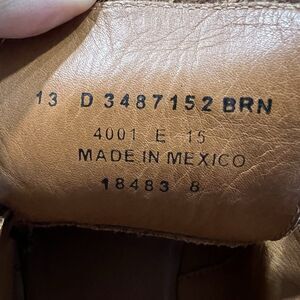 13 D 3487152 BRN
4001 E 15
MADE IN MEXICO
18483 8